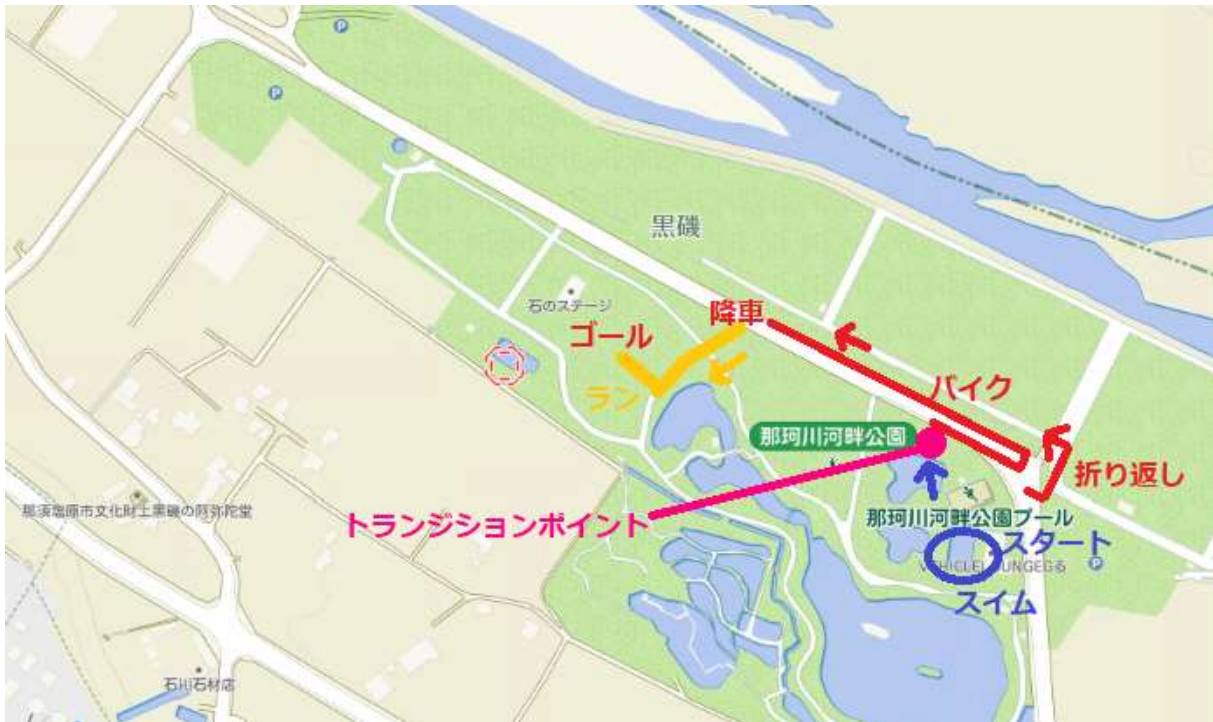 P
P
黒磯
石のステージ
降車
ゴール
バイク
ラン
那珂川河畔公園
折り返し
那須塩原市文化財土黒磯の阿弥陀堂
トランジションポイント
那珂川河畔公園プール
スタート
P
スイム
石川石材店